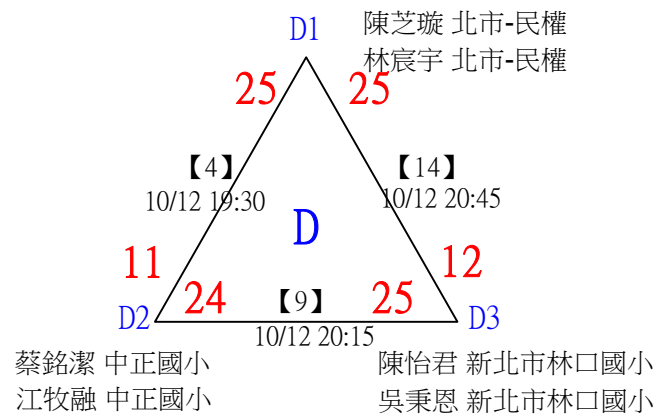 D1
陳芝璇 北市-民權
林宸宇 北市-民權
25 25
【4】 【14】
10/12 19:30 10/12 20:45
D
11 12
24 【9】 25
D2 D3
10/12 20:15
蔡銘潔 中正國小 陳怡君 新北市林口國小
江牧融 中正國小 吳秉恩 新北市林口國小